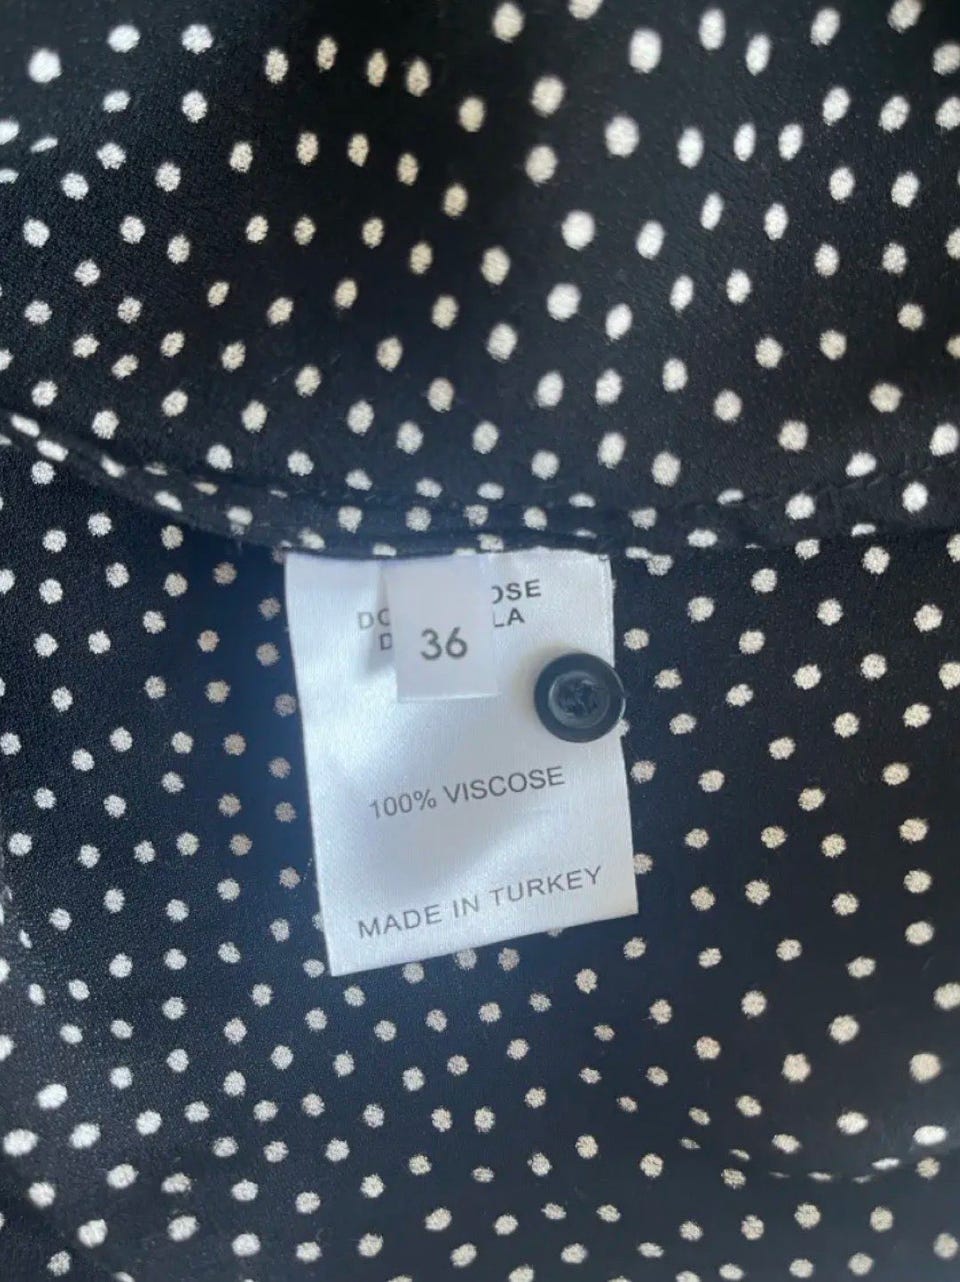 36
100% VISCOSE
MADE IN TURKEY